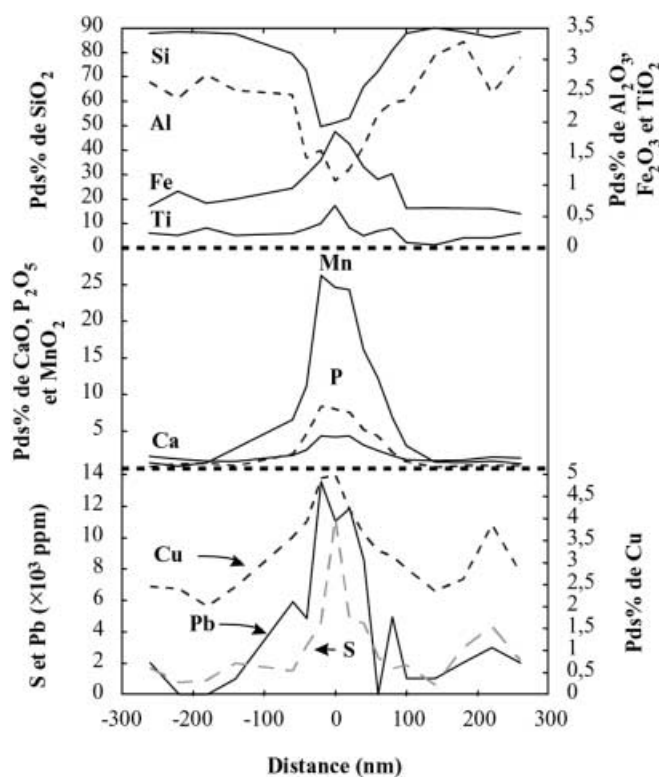 90
80
70
60
50
40
30
20
10
0
Pds% de SiO2
Si
Al
Fe
Ti
3,5
3
2,5
2
1,5
1
0,5
0
Pds% de Al2O3,
Fe2O3 et TiO2
25
20
15
10
5
Pds% de CaO, P2O5
et MnO2
Mn
P
Ca
14
12
10
8
6
4
2
0
S et Pb (×10³ ppm)
Cu
Pb
S
5
4,5
4
3,5
3
2,5
2
1,5
1
0,5
0
Pds% de Cu
-300 -200 -100 0 100 200 300
Distance (nm)